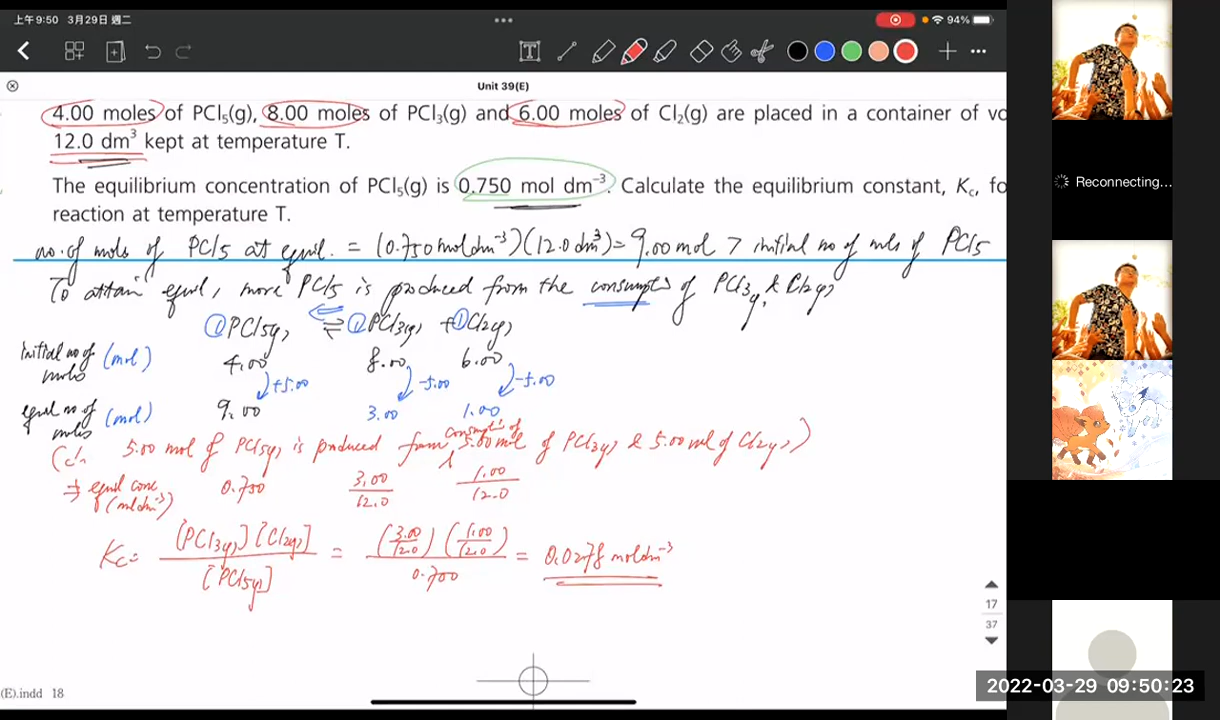 上午9:50 3月29日 週二
94%
Unit 39(E)
4.00 moles of PCl₅(g), 8.00 moles of PCl₃(g) and 6.00 moles of Cl₂(g) are placed in a container of vo
12.0 dm³ kept at temperature T.
The equilibrium concentration of PCl₅(g) is 0.750 mol dm⁻³. Calculate the equilibrium constant, Kc, fo
reaction at temperature T.
no. of mols of PCl5 at equil. = (0.750 mol dm⁻³)(12.0 dm³) = 9.00 mol > initial no of mols of PCl5
To attain equil, more PCl5 is produced from the consumpt= of PCl3(g) & Cl2(g)
① PCl5(g) ⇌ ① PCl3(g) + ① Cl2(g)
initial no of mols (mol) 4.00 8.00 6.00
+5.00 -5.00 -5.00
equil no of moles (mol) 9.00 3.00 1.00
5.00 mol of PCl5(g) is produced from consumpt= of 5.00 mol of PCl3(g) & 5.00 mol of Cl2(g))
⇒ equil conc (mol dm⁻³) 0.750 3.00/12.0 1.00/12.0
Kc = [PCl3(g)][Cl2(g)]/[PCl5(g)] = (3.00/12.0)(1.00/12.0)/0.750 = 0.0278 mol dm⁻³
17
37
(E).indd 18
Reconnecting...
2022-03-29 09:50:23